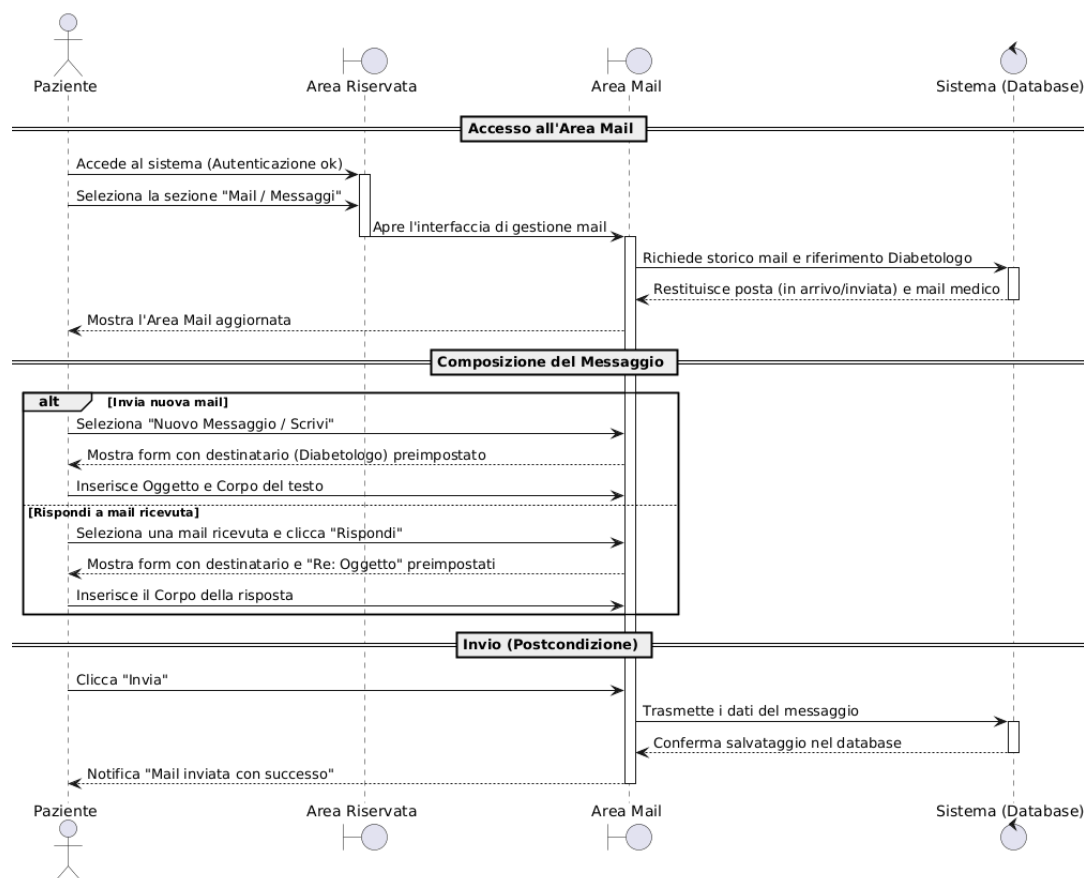 Paziente
Area Riservata
Area Mail
Sistema (Database)
Accesso all'Area Mail
Accede al sistema (Autenticazione ok)
Seleziona la sezione "Mail / Messaggi"
Apre l'interfaccia di gestione mail
Richiede storico mail e riferimento Diabetologo
Restituisce posta (in arrivo/inviata) e mail medico
Mostra l'Area Mail aggiornata
Composizione del Messaggio
alt
[Invia nuova mail]
Seleziona "Nuovo Messaggio / Scrivi"
Mostra form con destinatario (Diabetologo) preimpostato
Inserisce Oggetto e Corpo del testo
[Rispondi a mail ricevuta]
Seleziona una mail ricevuta e clicca "Rispondi"
Mostra form con destinatario e "Re: Oggetto" preimpostati
Inserisce il Corpo della risposta
Invio (Postcondizione)
Clicca "Invia"
Trasmette i dati del messaggio
Conferma salvataggio nel database
Notifica "Mail inviata con successo"
Paziente
Area Riservata
Area Mail
Sistema (Database)